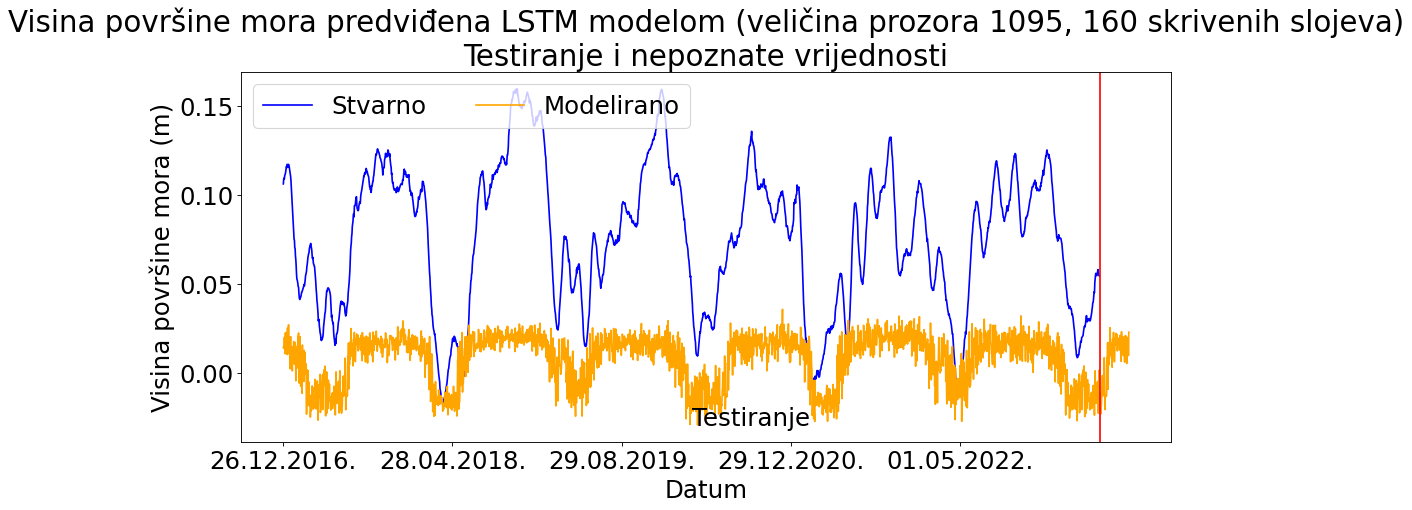 Visina površine mora predviđena LSTM modelom (veličina prozora 1095, 160 skrivenih slojeva)
Testiranje i nepoznate vrijednosti
Stvarno Modelirano
0.15
0.10
0.05
0.00
Visina površine mora (m)
Testiranje
26.12.2016. 28.04.2018. 29.08.2019. 29.12.2020. 01.05.2022.
Datum